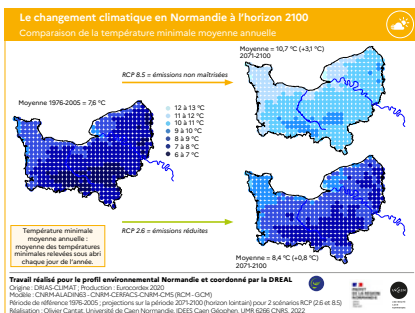 Le changement climatique en Normandie à l'horizon 2100
Comparaison de la température minimale moyenne annuelle
Moyenne = 10,7 °C (+3,1 °C)
2071-2100
RCP 8.5 = émissions non maîtrisées
Moyenne 1976-2005 = 7,6 °C
12 à 13 °C
11 à 12 °C
10 à 11 °C
9 à 10 °C
8 à 9 °C
7 à 8 °C
6 à 7 °C
Température minimale
moyenne annuelle :
moyenne des températures
minimales relevées sous abri
chaque jour de l'année.
RCP 2.6 = émissions réduites
Moyenne = 8,4 °C (+0,8 °C)
2071-2100
Travail réalisé pour le profil environnemental Normandie et coordonné par la DREAL
Origine : DRIAS-CLIMAT ; Production : Eurocordex 2020
Modèle : CNRM-ALADIN63 - CNRM-CERFACS-CNRM-CM5 (RCM - GCM)
Période de référence 1976-2005 ; projections sur la période 2071-2100 (horizon lointain) pour 2 scénarios RCP (2.6 et 8.5)
Réalisation : Olivier Cantat, Université de Caen Normandie, IDEES Caen Géophen, UMR 6266 CNRS, 2022